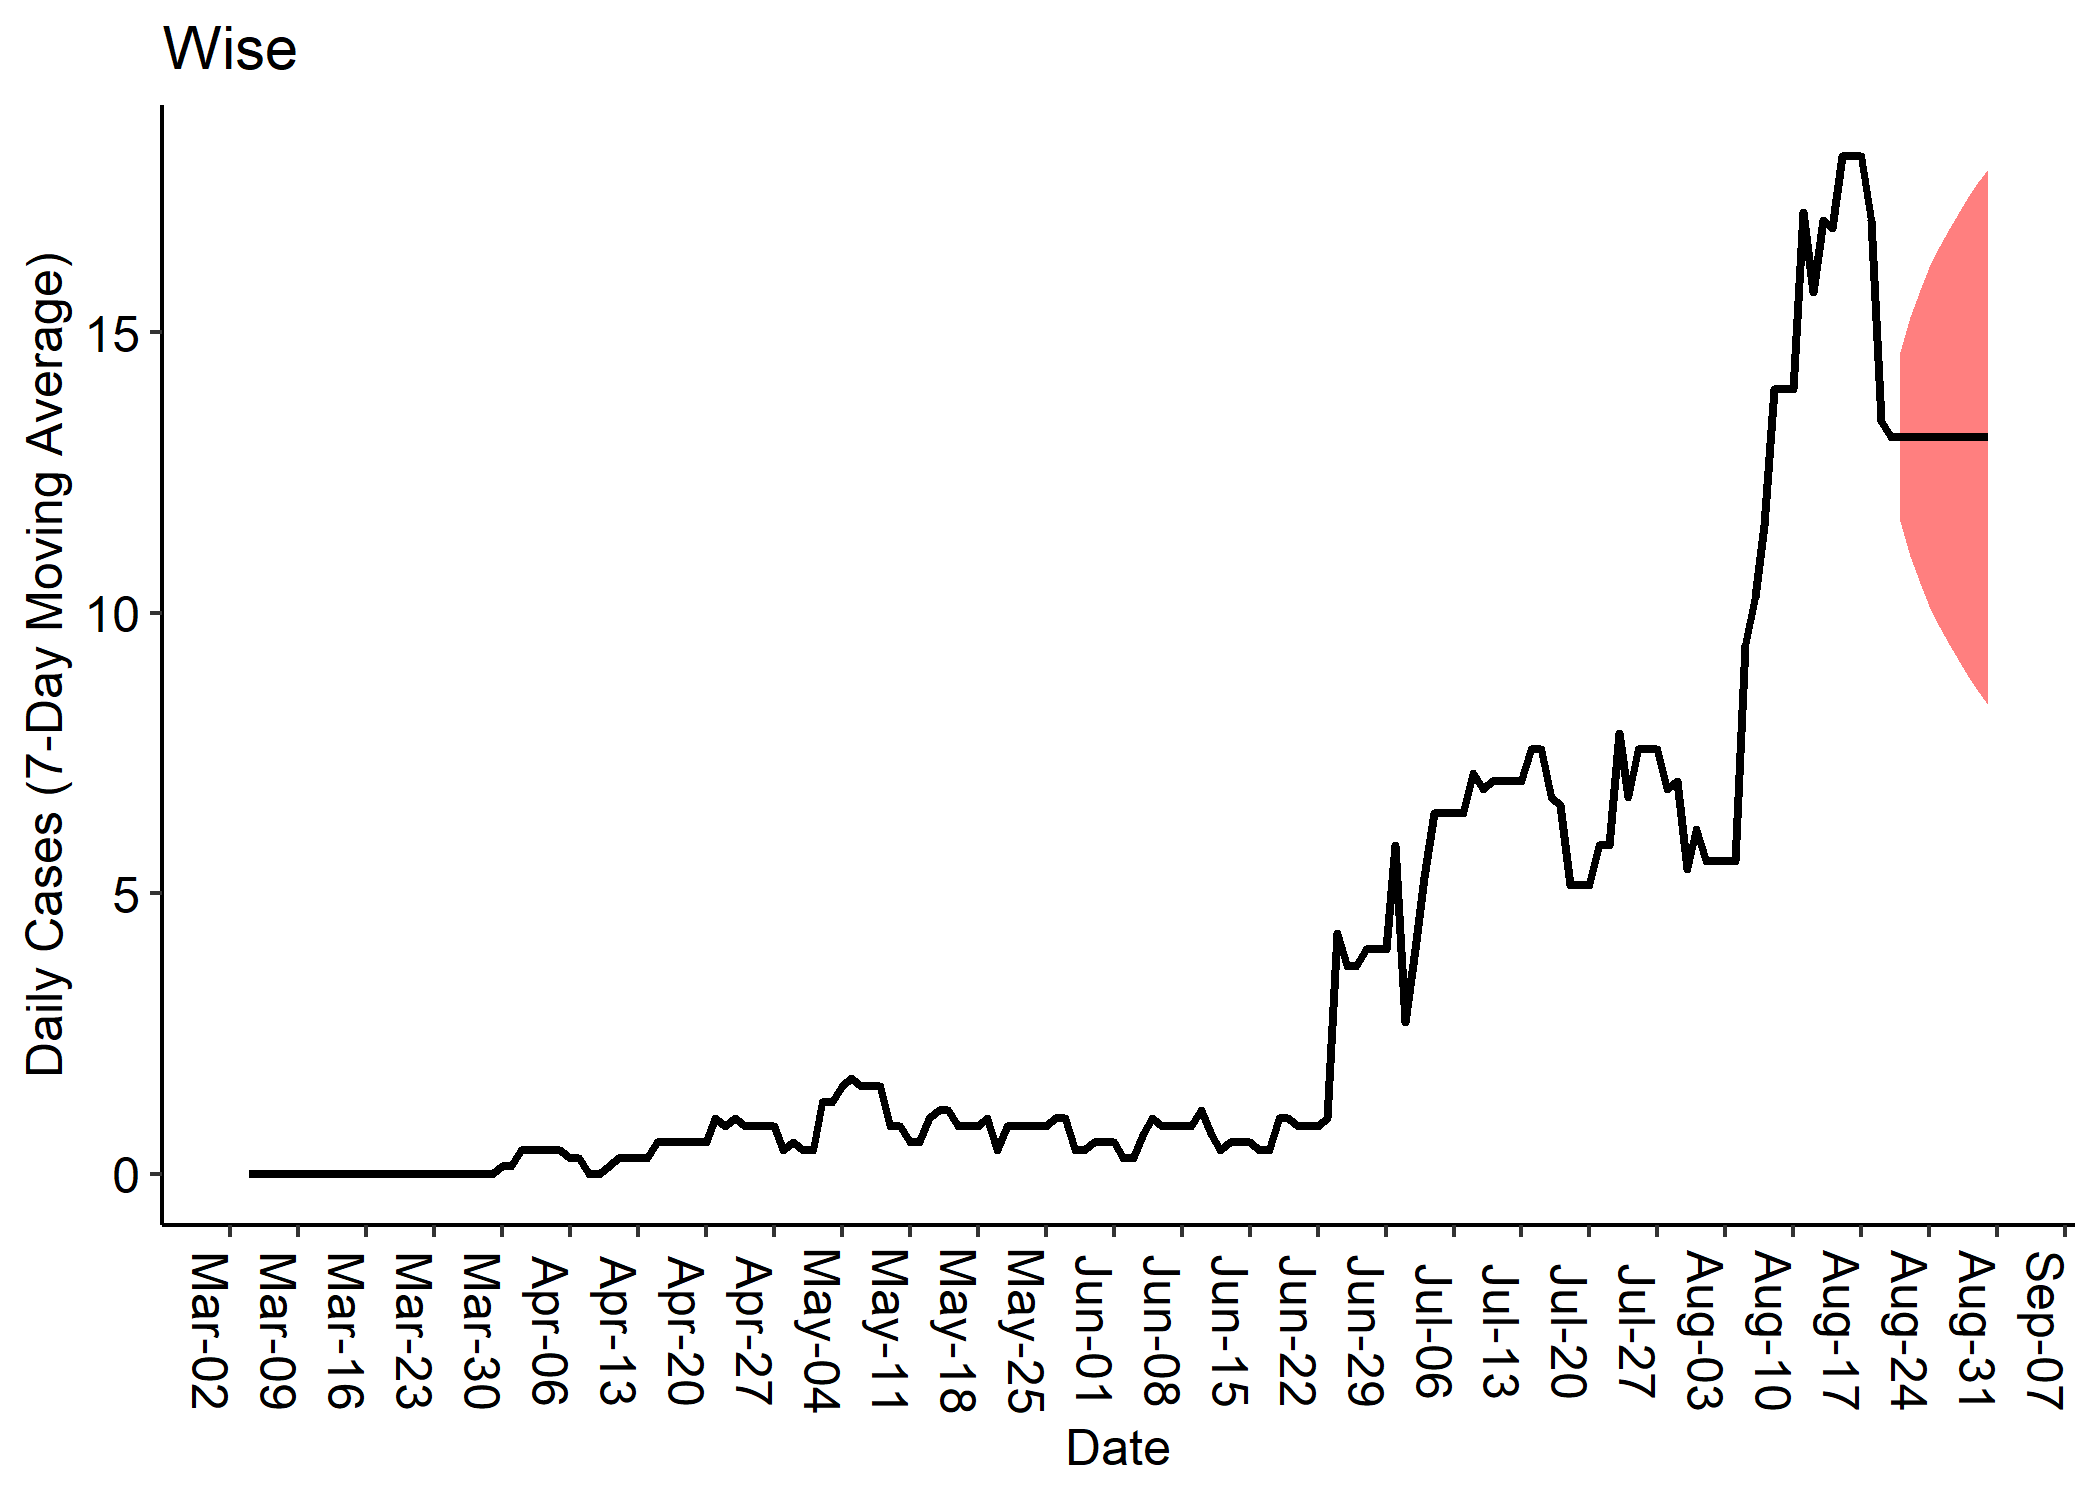 Wise
Daily Cases (7-Day Moving Average)
15
10
5
0
Mar-02
Mar-09
Mar-16
Mar-23
Mar-30
Apr-06
Apr-13
Apr-20
Apr-27
May-04
May-11
May-18
May-25
Jun-01
Jun-08
Jun-15
Jun-22
Jun-29
Jul-06
Jul-13
Jul-20
Jul-27
Aug-03
Aug-10
Aug-17
Aug-24
Aug-31
Sep-07
Date